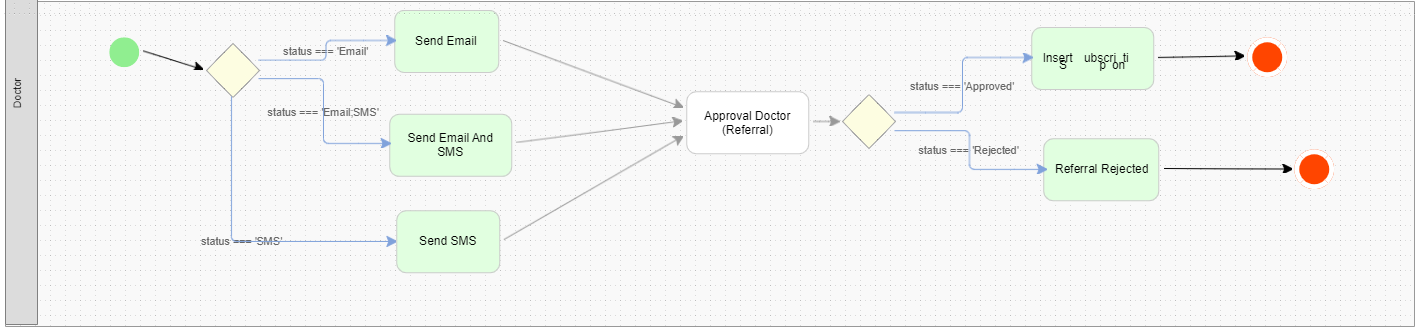 Doctor
status === 'Email'
Send Email
status === 'Email;SMS'
Send Email And
SMS
status === 'SMS'
Send SMS
Approval Doctor
(Referral)
status === 'Approved'
Insert Subscription
status === 'Rejected'
Referral Rejected